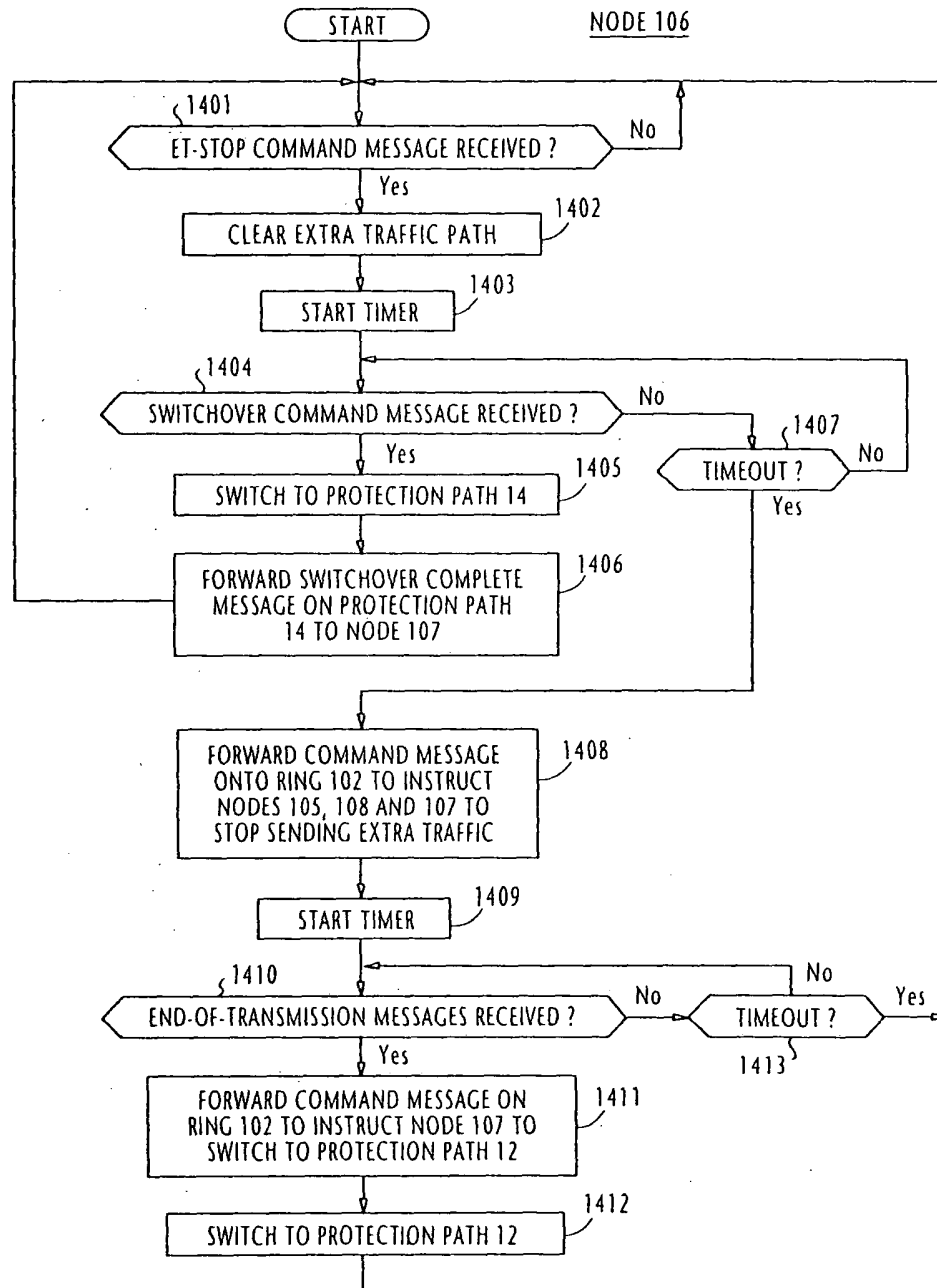 START
NODE 106
1401
ET-STOP COMMAND MESSAGE RECEIVED ?
No
Yes
1402
CLEAR EXTRA TRAFFIC PATH
1403
START TIMER
1404
SWITCHOVER COMMAND MESSAGE RECEIVED ?
No
1407
TIMEOUT ?
No
Yes
Yes
1405
SWITCH TO PROTECTION PATH 14
1406
FORWARD SWITCHOVER COMPLETE
MESSAGE ON PROTECTION PATH
14 TO NODE 107
1408
FORWARD COMMAND MESSAGE
ONTO RING 102 TO INSTRUCT
NODES 105, 108 AND 107 TO
STOP SENDING EXTRA TRAFFIC
1409
START TIMER
1410
END-OF-TRANSMISSION MESSAGES RECEIVED ?
No
No
TIMEOUT ?
Yes
1413
Yes
1411
FORWARD COMMAND MESSAGE ON
RING 102 TO INSTRUCT NODE 107 TO
SWITCH TO PROTECTION PATH 12
1412
SWITCH TO PROTECTION PATH 12